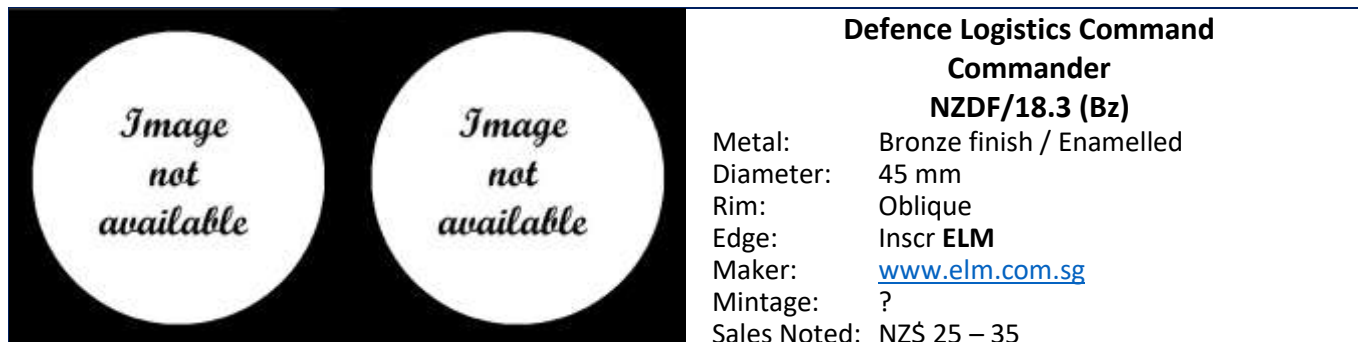 Image
not
available
Image
not
available
Defence Logistics Command
Commander
NZDF/18.3 (Bz)
Metal: Bronze finish / Enamelled
Diameter: 45 mm
Rim: Oblique
Edge: Inscr ELM
Maker: www.elm.com.sg
Mintage: ?
Sales Noted: NZ$ 25 – 35